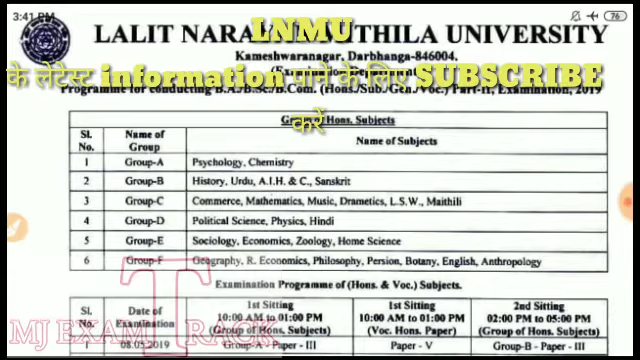 3:41 PM
76
LALIT NARAYAN MITHILA UNIVERSITY
LNMU
Kameshwaranagar, Darbhanga-846004.
के लेटेस्ट information पाने के लिए SUBSCRIBE
करें
Programme for conducting B.A./B.Sc./B.Com. (Hons./Sub./Gen./Voc.) Part-II, Examination, 2019
Group of Hons. Subjects
Sl. No. Name of Group Name of Subjects
1 Group-A Psychology, Chemistry
2 Group-B History, Urdu, A.I.H. & C., Sanskrit
3 Group-C Commerce, Mathematics, Music, Drametics, L.S.W., Maithili
4 Group-D Political Science, Physics, Hindi
5 Group-E Sociology, Economics, Zoology, Home Science
6 Group-F Geography, R. Economics, Philosophy, Persion, Botany, English, Anthropology
Examination Programme of (Hons. & Voc.) Subjects.
Sl. No. Date of Examination 1st Sitting 10:00 AM to 01:00 PM (Group of Hons. Subjects) 1st Sitting 10:00 AM to 01:00 PM (Voc. Hons. Paper) 2nd Sitting 02:00 PM to 05:00 PM (Group of Hons. Subjects)
1 08.05.2019 Group-A - Paper - III Paper - V Group-B - Paper - III
MJ EXAM TRACK